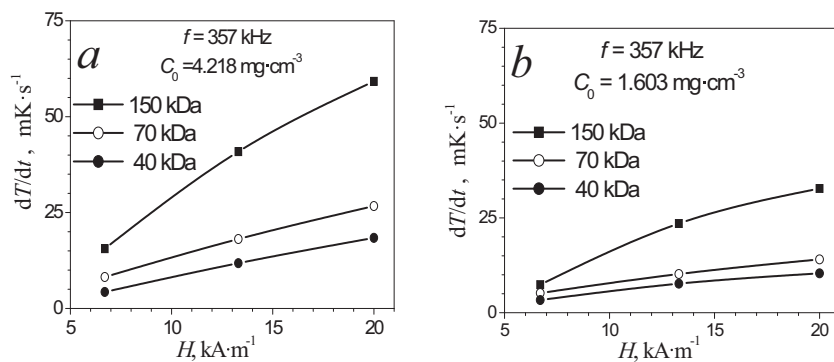 a
f = 357 kHz
C₀ =4.218 mg·cm⁻³
150 kDa
70 kDa
40 kDa
75
50
25
0
dT/dt , mK·s⁻¹
5 10 15 20
H, kA·m⁻¹
b
f = 357 kHz
C₀ = 1.603 mg·cm⁻³
150 kDa
70 kDa
40 kDa
75
50
25
0
dT/dt , mK·s⁻¹
5 10 15 20
H, kA·m⁻¹